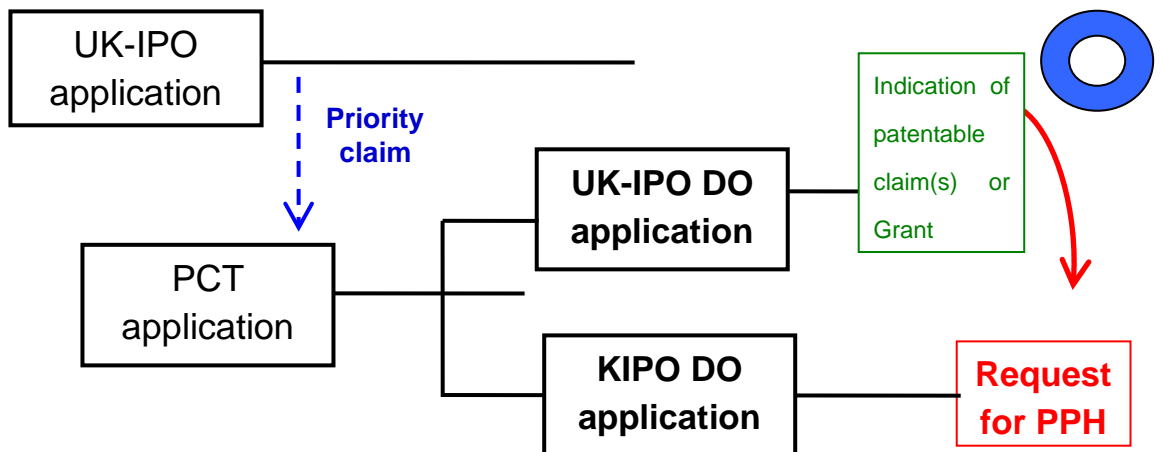 UK-IPO
application
Priority
claim
Indication of
patentable
claim(s) or
Grant
UK-IPO DO
application
PCT
application
KIPO DO
application
Request
for PPH